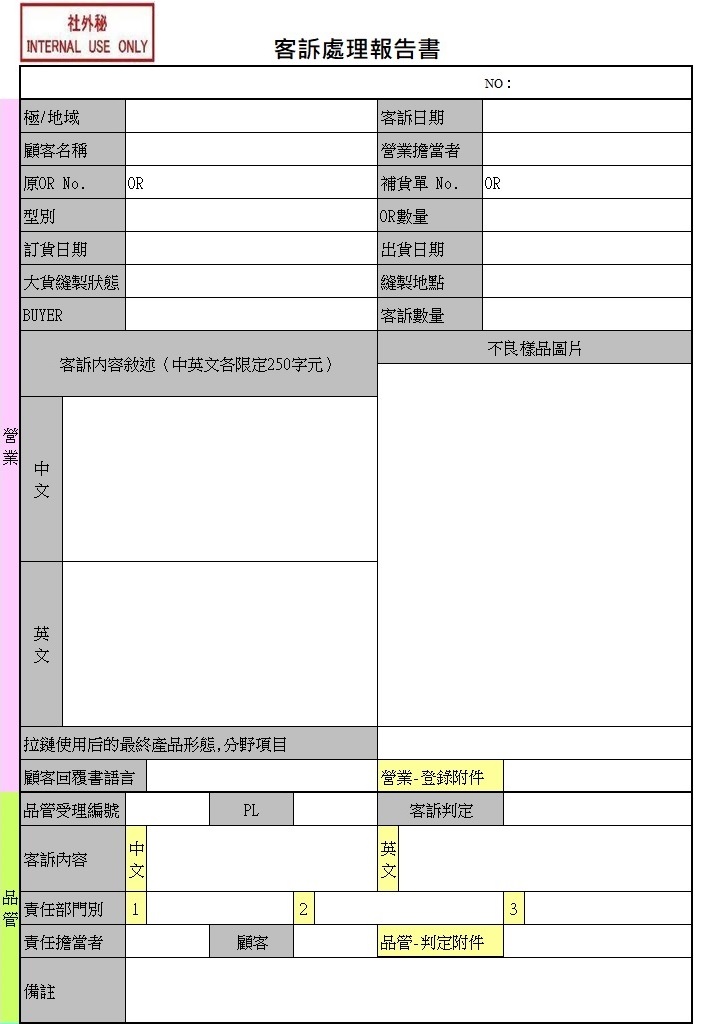 社外秘
INTERNAL USE ONLY
客訴處理報告書
NO：
極/地域
客訴日期
顧客名稱
營業擔當者
原OR No.
OR
補貨單 No.
OR
型別
OR數量
訂貨日期
出貨日期
大貨縫製狀態
縫製地點
BUYER
客訴數量
客訴內容敘述（中英文各限定250字元）
不良樣品圖片
營業
中文
英文
拉鏈使用后的最終產品形態,分野項目
顧客回覆書語言
營業-登錄附件
品管
品管受理編號
PL
客訴判定
客訴內容
中文
英文
責任部門別
1
2
3
責任擔當者
顧客
品管-判定附件
備註